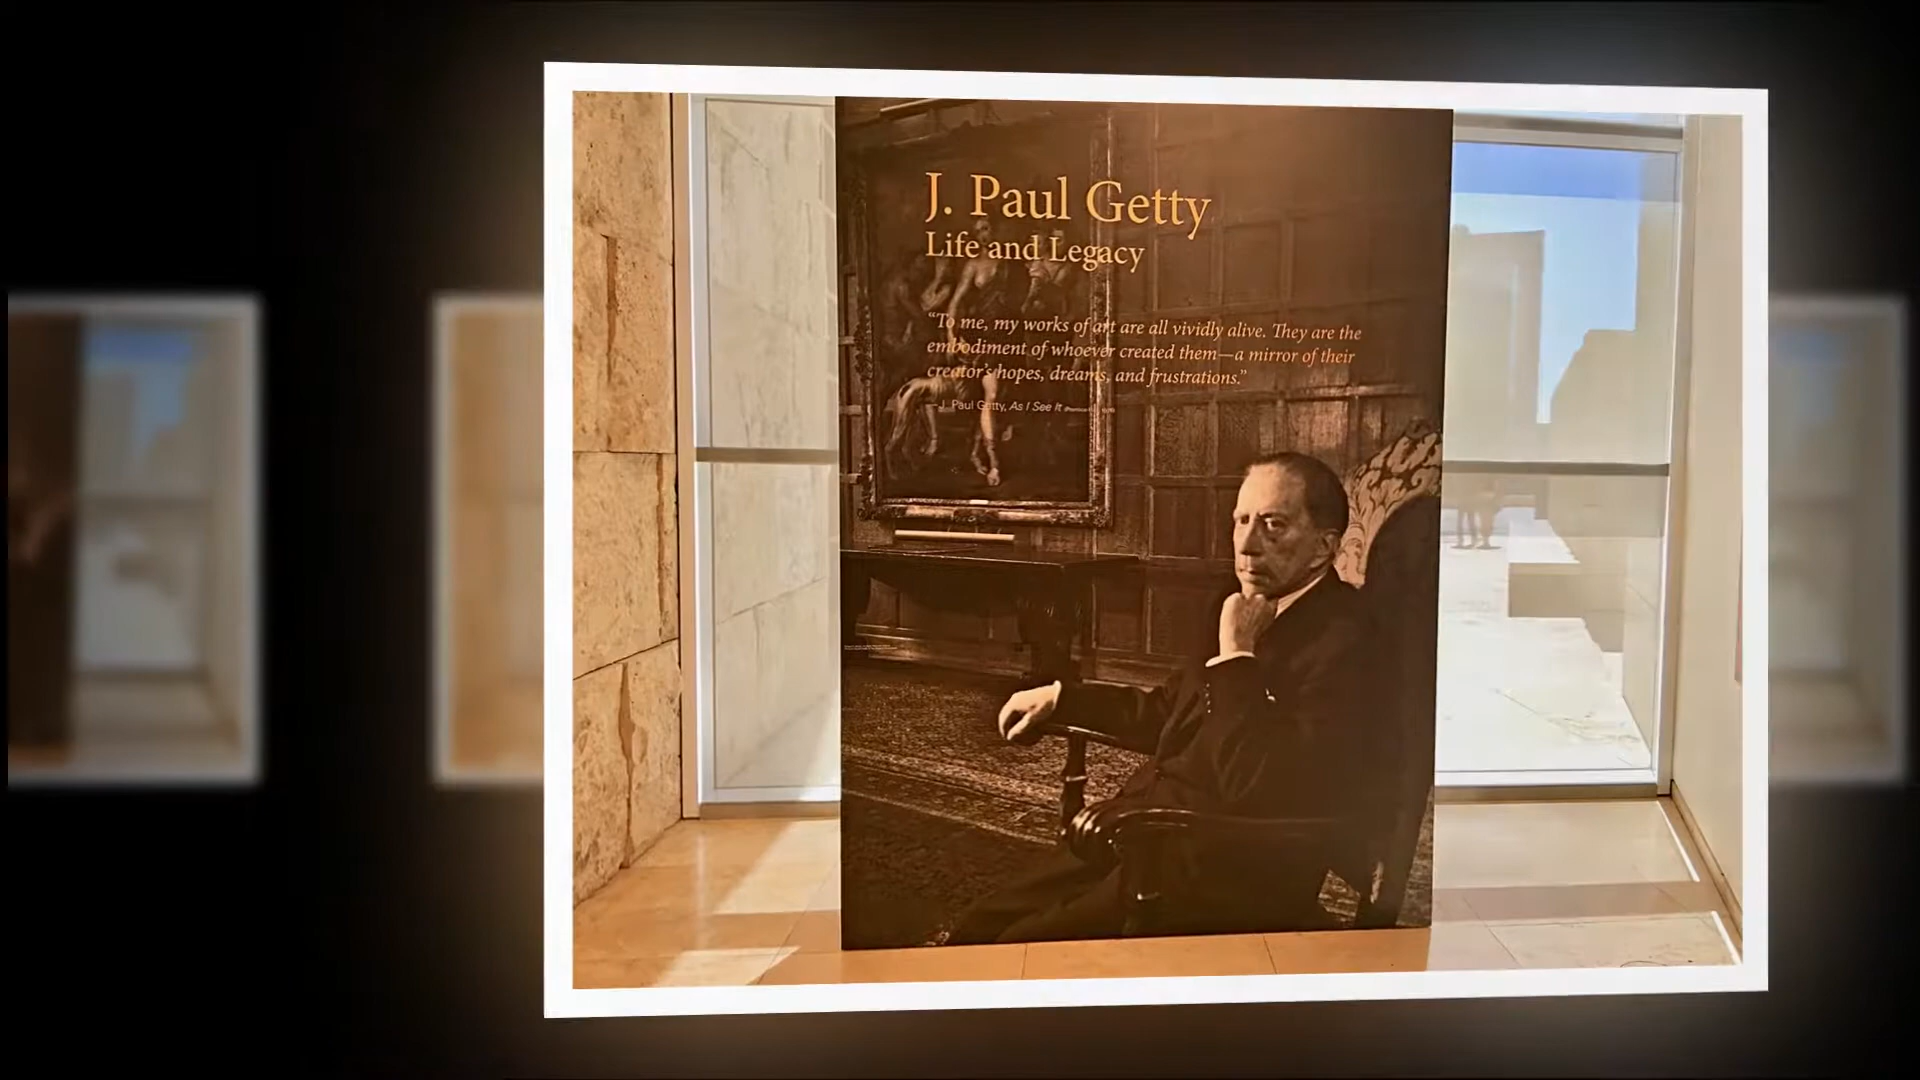 J. Paul Getty
Life and Legacy
“To me, my works of art are all vividly alive. They are the
embodiment of whoever created them—a mirror of their
creator’s hopes, dreams, and frustrations.”
—J. Paul Getty, As I See It